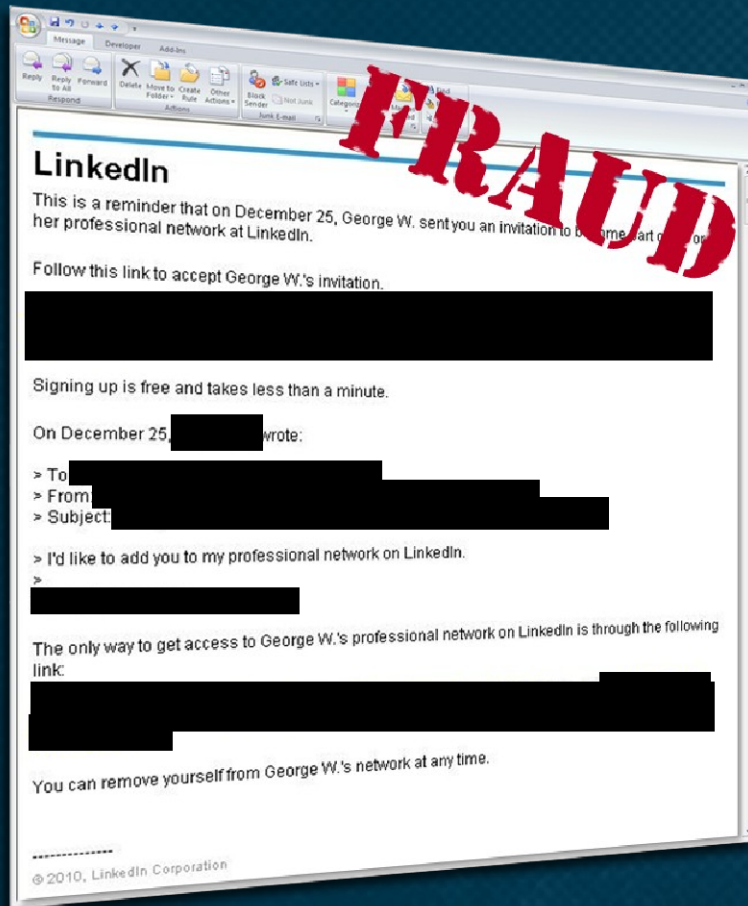 Message Developer Add-Ins
Reply Reply to All Forward Delete Move to Folder Create Rule Other Actions Block Sender Safe Lists Not Junk Categorize Find
Respond Actions Junk E-mail
FRAUD
LinkedIn
This is a reminder that on December 25, George W. sent you an invitation to become part or
her professional network at LinkedIn.
Follow this link to accept George W.'s invitation.
Signing up is free and takes less than a minute.
On December 25, wrote:
> To
> From:
> Subject:
> I'd like to add you to my professional network on LinkedIn.
>
The only way to get access to George W.'s professional network on LinkedIn is through the following
link:
You can remove yourself from George W.'s network at any time.
--------------
© 2010, LinkedIn Corporation